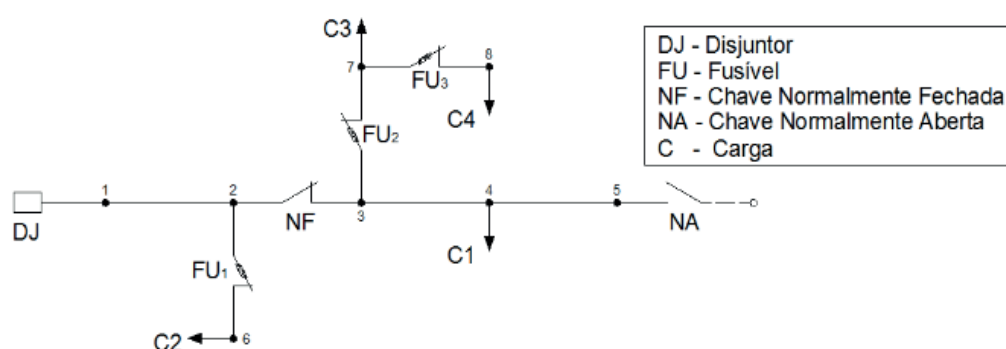 C3
7
8
FU₃
C4
FU₂
DJ
1
2
NF
3
4
5
NA
C1
FU₁
C2
6
DJ - Disjuntor
FU - Fusível
NF - Chave Normalmente Fechada
NA - Chave Normalmente Aberta
C - Carga